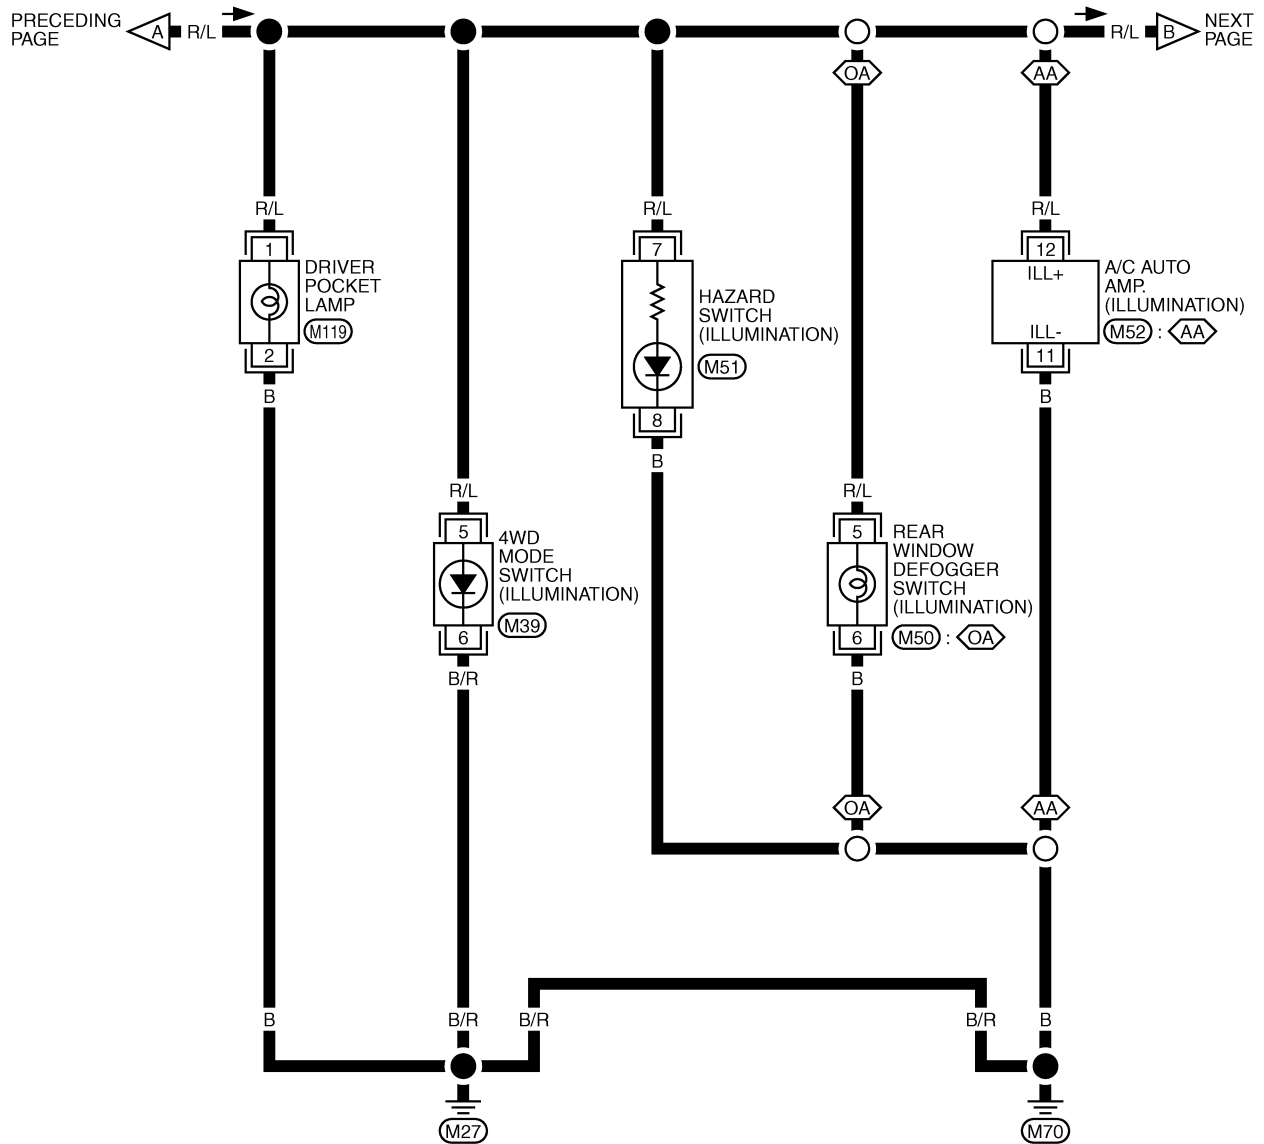 PRECEDING
PAGE
A
R/L
R/L
B
NEXT
PAGE
OA
AA
R/L
R/L
R/L
1
DRIVER
POCKET
LAMP
M119
2
B
7
HAZARD
SWITCH
(ILLUMINATION)
M51
8
B
12
ILL+
ILL-
11
A/C AUTO
AMP.
(ILLUMINATION)
M52 : AA
B
R/L
5
4WD
MODE
SWITCH
(ILLUMINATION)
M39
6
B/R
R/L
5
REAR
WINDOW
DEFOGGER
SWITCH
(ILLUMINATION)
M50 : OA
6
B
OA
AA
B
B/R
B/R
B/R
B
M27
M70